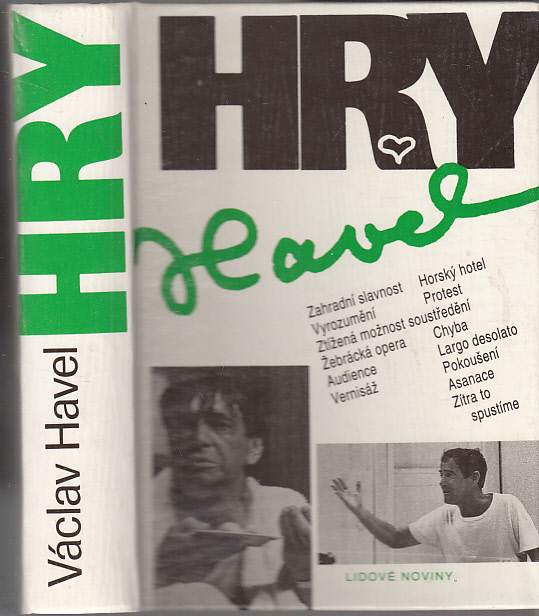 Václav Havel HRY
HRY
Havel
Zahradní slavnost
Vyrozumění
Ztížená možnost soustředění
Žebrácká opera
Audience
Vernisáž
Horský hotel
Protest
Chyba
Largo desolato
Pokoušení
Asanace
Zítra to
spustíme
LIDOVÉ NOVINY